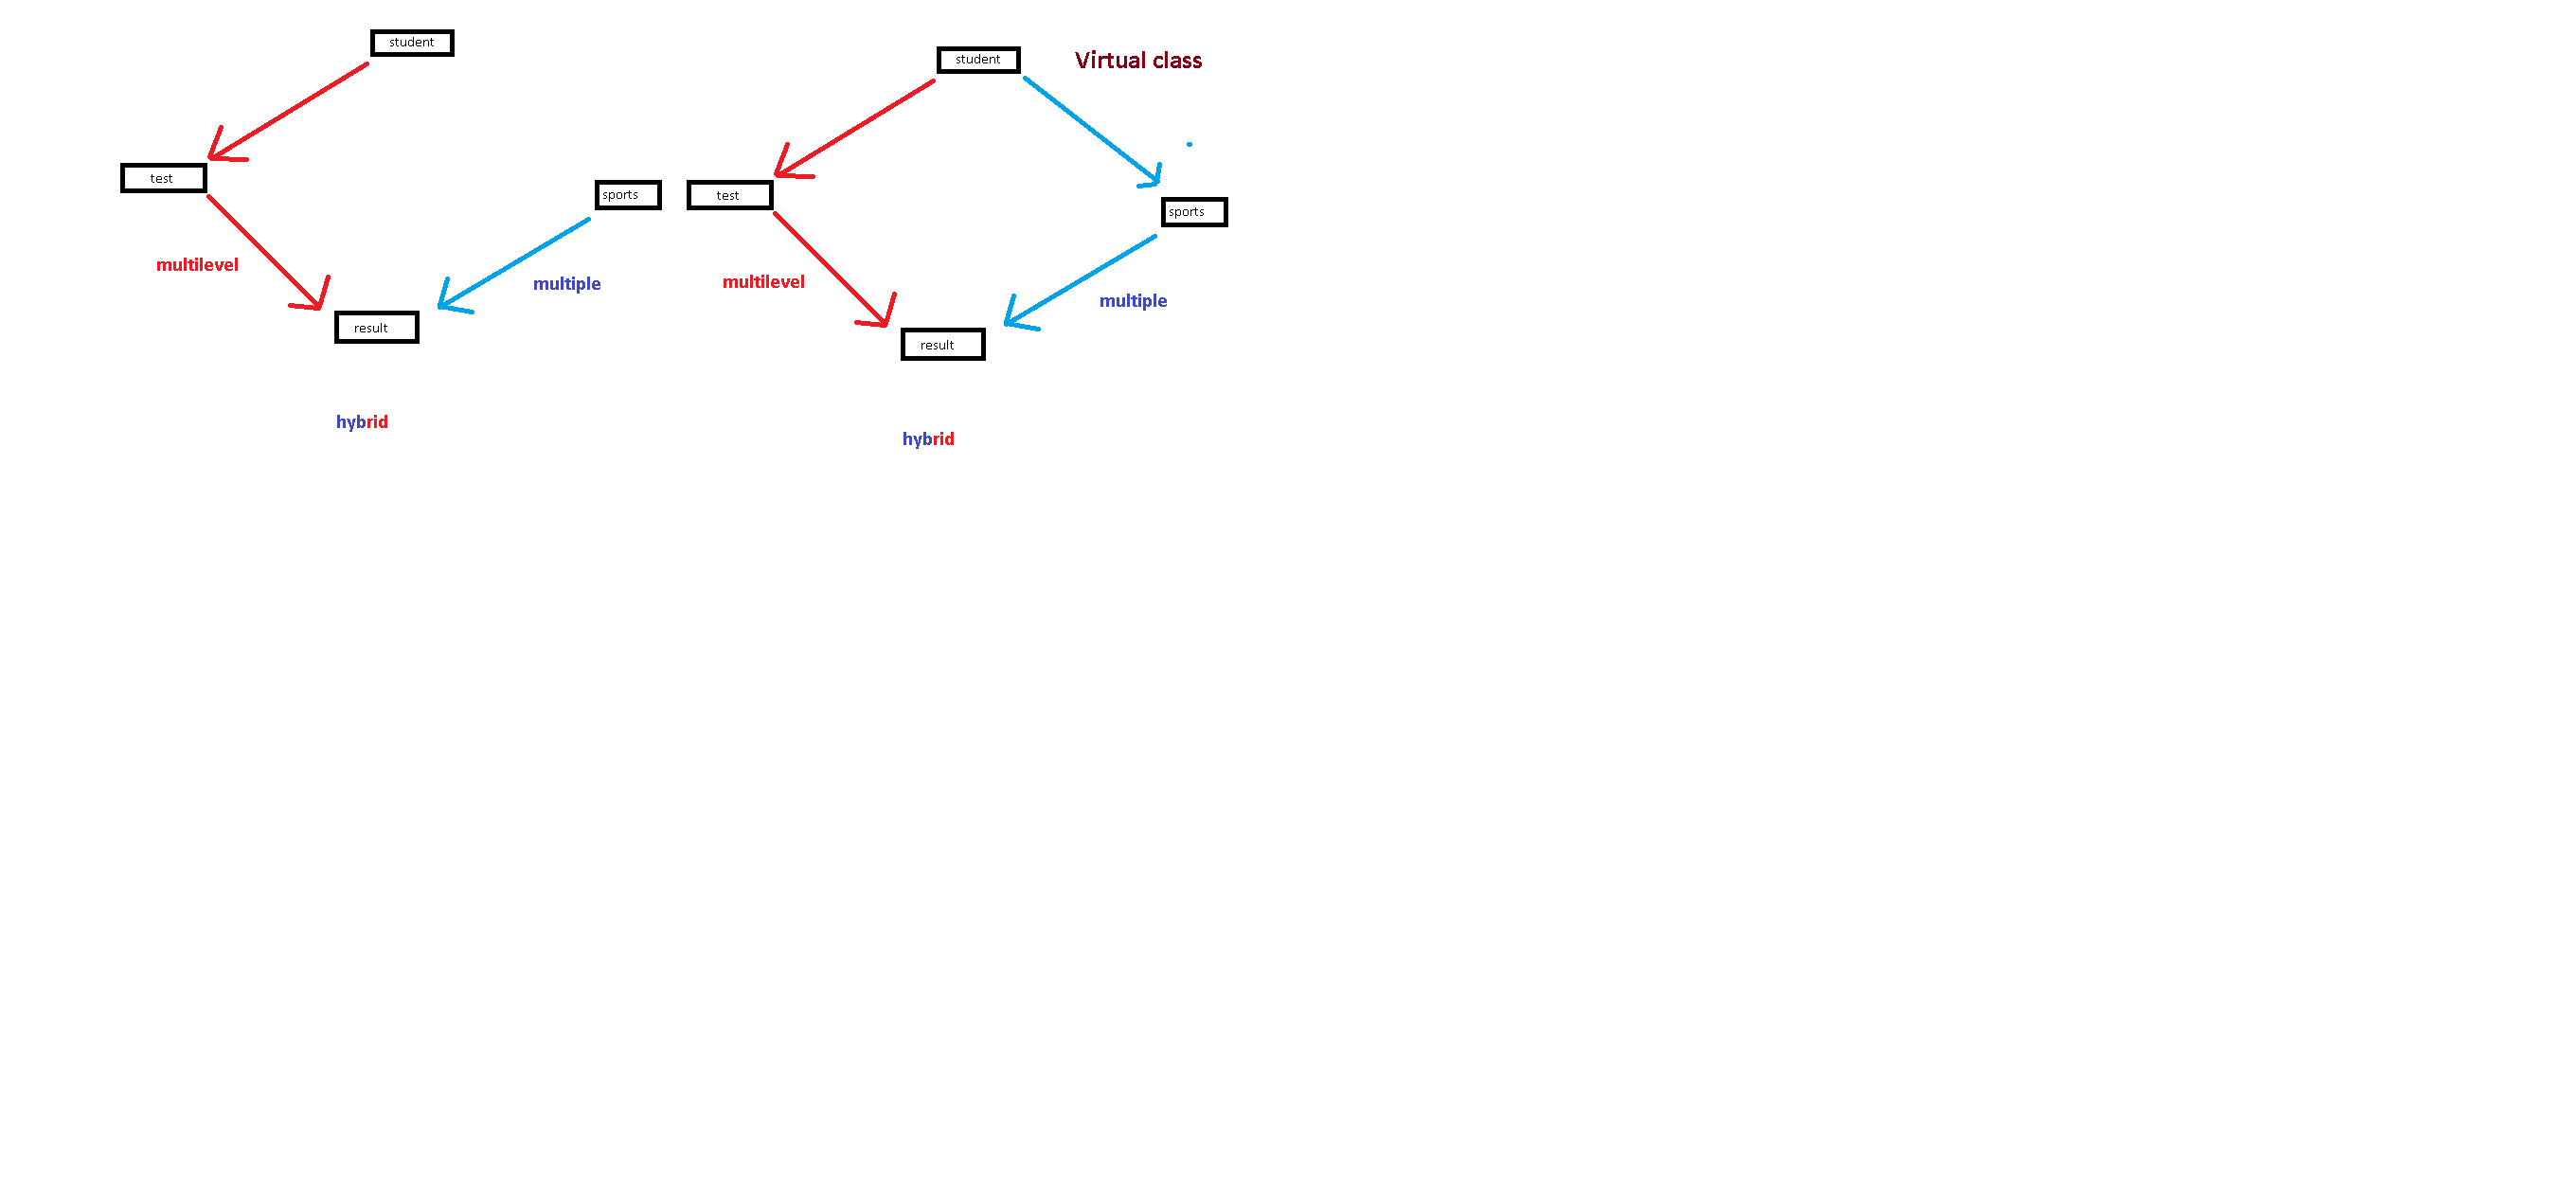 student
test
sports
multilevel
multiple
result
hybrid
student
Virtual class
test
sports
multilevel
multiple
result
hybrid